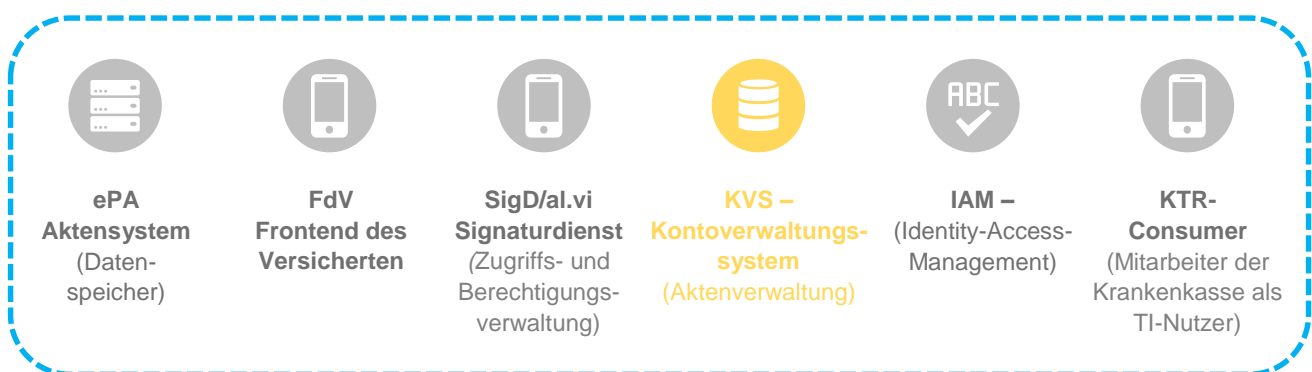 ABC
ePA
Aktensystem
(Daten-
speicher)
FdV
Frontend des
Versicherten
SigD/al.vi
Signaturdienst
(Zugriffs- und
Berechtigungs-
verwaltung)
KVS –
Kontoverwaltungs-
system
(Aktenverwaltung)
IAM –
(Identity-Access-
Management)
KTR-
Consumer
(Mitarbeiter der
Krankenkasse als
TI-Nutzer)